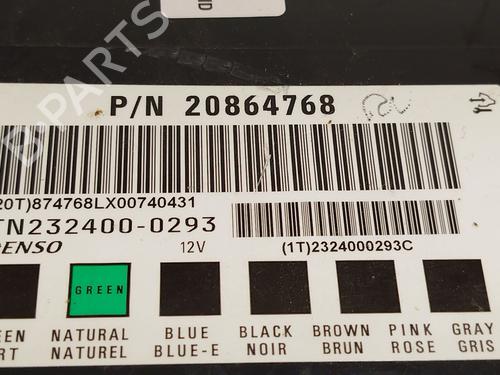 B-PARTS
P/N 20864768
20T)874768LX00740431
TN232400-0293
ENSO 12V (1T)2324000293C
GREEN
NATURAL BLUE BLACK BROWN PINK GRAY
NATUREL BLUE-E NOIR BRUN ROSE GRIS